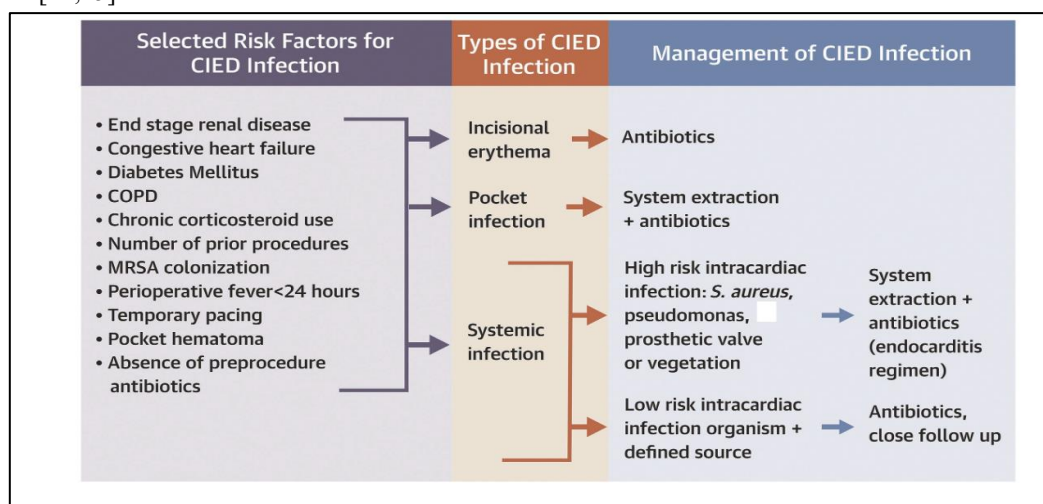 Selected Risk Factors for
CIED Infection
Types of CIED
Infection
Management of CIED Infection
• End stage renal disease
• Congestive heart failure
• Diabetes Mellitus
• COPD
• Chronic corticosteroid use
• Number of prior procedures
• MRSA colonization
• Perioperative fever<24 hours
• Temporary pacing
• Pocket hematoma
• Absence of preprocedure
antibiotics
Incisional
erythema
Antibiotics
Pocket
infection
System extraction
+ antibiotics
Systemic
infection
High risk intracardiac
infection: S. aureus,
pseudomonas,
prosthetic valve
or vegetation
System
extraction +
antibiotics
(endocarditis
regimen)
Low risk intracardiac
infection organism +
defined source
Antibiotics,
close follow up